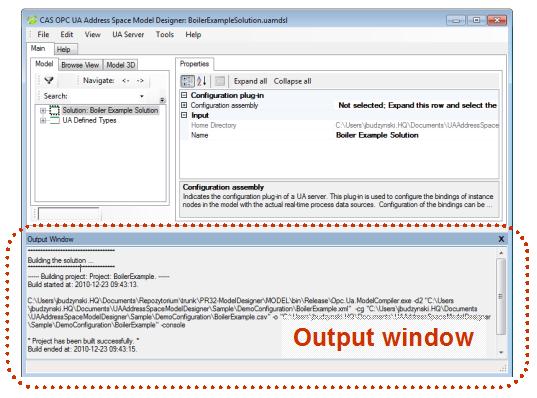 CAS OPC UA Address Space Model Designer: BoilerExampleSolution.uamdsl
File Edit View UA Server Tools Help
Main Help
Model Browse View Model 3D
Navigate: <- ->
Search:
Solution: Boiler Example Solution
UA Defined Types
Properties
Expand all Collapse all
Configuration plug-in
Configuration assembly Not selected; Expand this row and select the
Input
Home Directory C:\Users\jbudzynski.HQ\Documents\UAAddressSpace
Name Boiler Example Solution
Configuration assembly
Indicates the configuration plug-in of a UA server. This plug-in is used to configure the bindings of instance
nodes in the model with the actual real-time process data sources. Configuration of the bindings can be ...
Output Window X
Building the solution ...
----- Building project: Project: BoilerExample. -----
Build started at: 2010-12-23 09:43:13.
C:\Users\jbudzynski.HQ\Documents\Repozytorium\trunk\PR32-ModelDesigner\MODEL\bin\Release\Opc.Ua.ModelCompiler.exe -d2 "C:\Users
\jbudzynski.HQ\Documents\UAAddressSpaceModelDesigner\Sample\DemoConfiguration\BoilerExample.xml" -cg "C:\Users\jbudzynski.HQ\Documents
\UAAddressSpaceModelDesigner\Sample\DemoConfiguration\BoilerExample.csv" -o "C:\Users\jbudzynski.HQ\Documents\UAAddressSpaceModelDesigner
\Sample\DemoConfiguration\BoilerExample" -console
* Project has been built successfully. *
Build ended at: 2010-12-23 09:43:15.
Output window